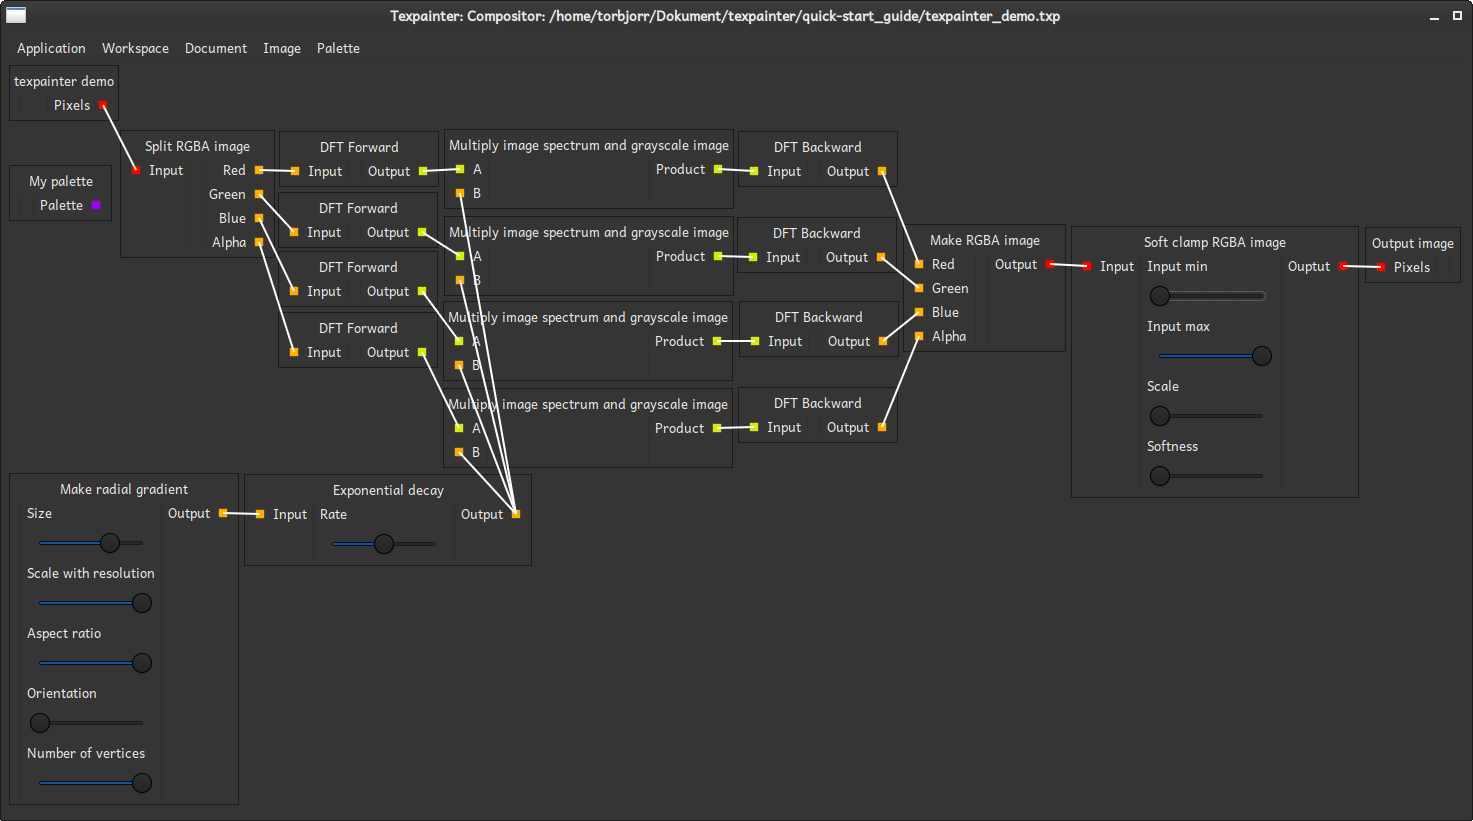 Texpainter: Compositor: /home/torbjorr/Dokument/texpainter/quick-start_guide/texpainter_demo.txp
Application Workspace Document Image Palette
texpainter demo
Pixels
My palette
Palette
Split RGBA image
Input Red
Green
Blue
Alpha
DFT Forward
Input Output
DFT Forward
Input Output
DFT Forward
Input Output
DFT Forward
Input Output
Multiply image spectrum and grayscale image
A Product
B
Multiply image spectrum and grayscale image
A Product
B
Multiply image spectrum and grayscale image
A Product
B
Multiply image spectrum and grayscale image
A Product
B
DFT Backward
Input Output
DFT Backward
Input Output
DFT Backward
Input Output
DFT Backward
Input Output
Make RGBA image
Red Output
Green
Blue
Alpha
Soft clamp RGBA image
Input Input min Ouptut
Input max
Scale
Softness
Output image
Pixels
Make radial gradient
Size Output
Scale with resolution
Aspect ratio
Orientation
Number of vertices
Exponential decay
Input Rate Output